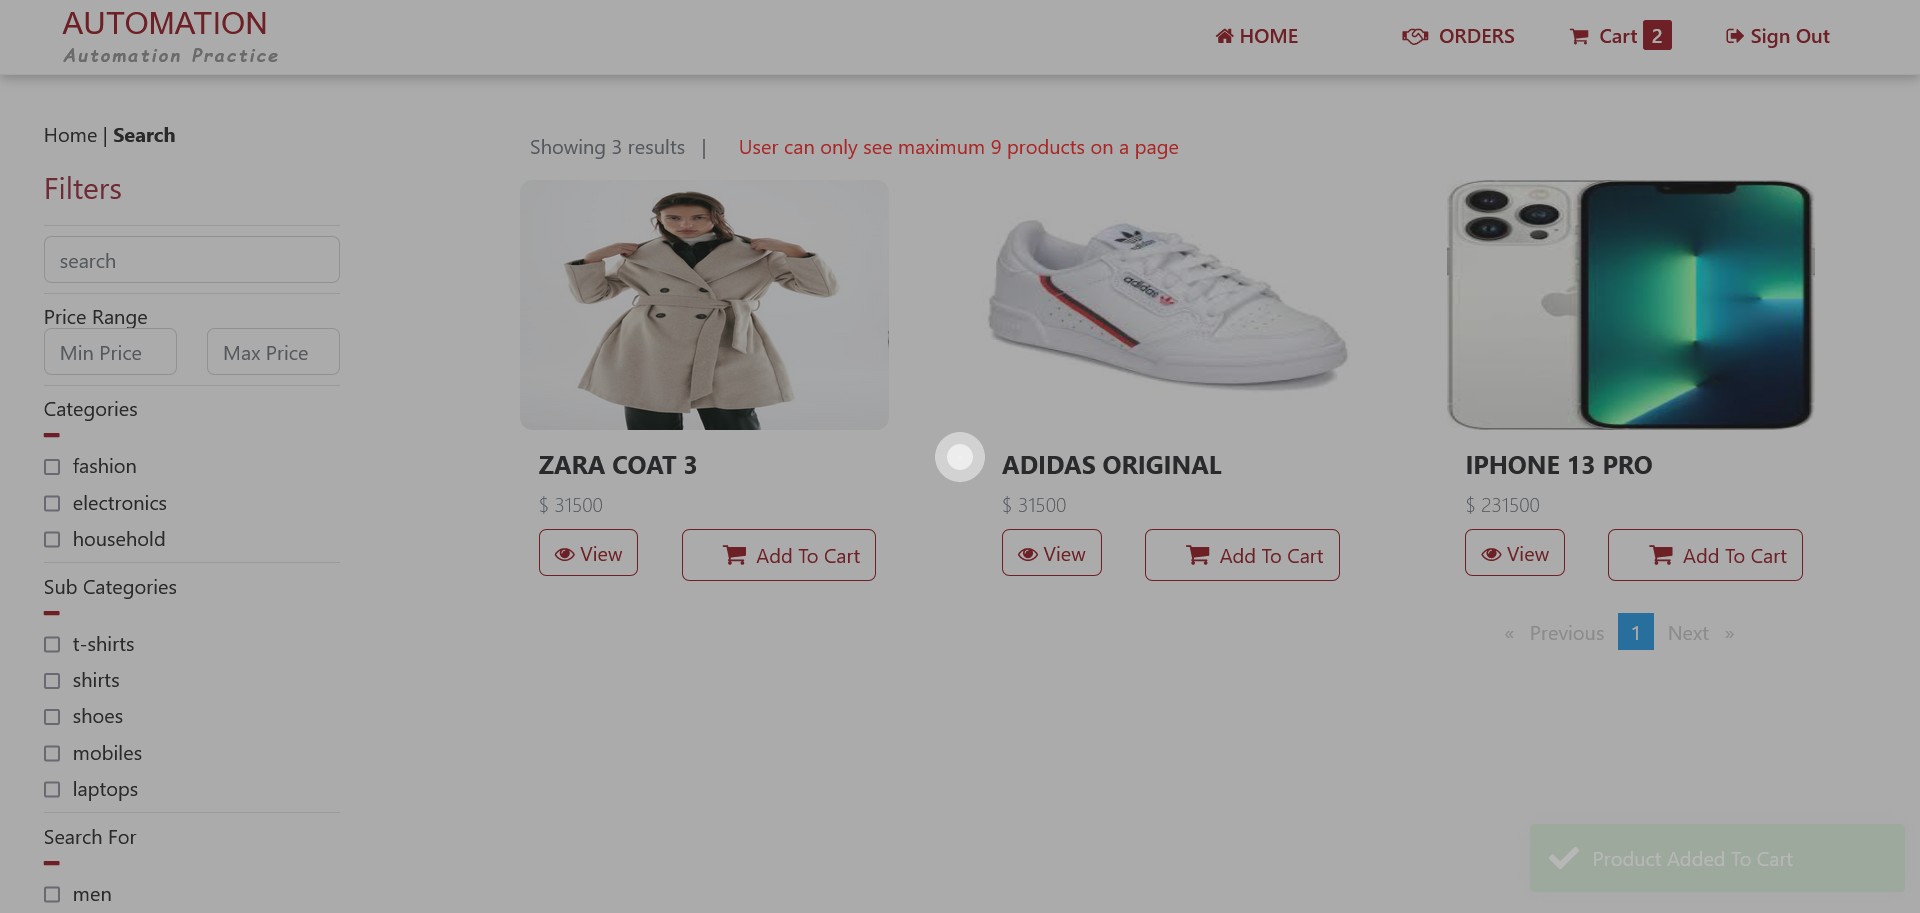 AUTOMATION
Automation Practice
HOME
ORDERS
Cart 2
Sign Out
Home | Search
Filters
search
Price Range
Min Price
Max Price
Categories
fashion
electronics
household
Sub Categories
t-shirts
shirts
shoes
mobiles
laptops
Search For
men
Showing 3 results |
User can only see maximum 9 products on a page
adidas
ZARA COAT 3
$ 31500
View
Add To Cart
ADIDAS ORIGINAL
$ 31500
View
Add To Cart
IPHONE 13 PRO
$ 231500
View
Add To Cart
« Previous 1 Next »
Product Added To Cart